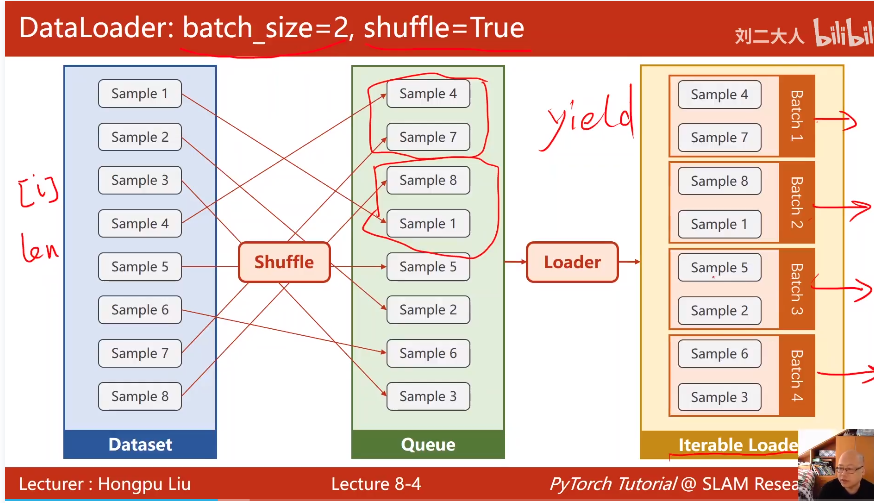 DataLoader: batch_size=2, shuffle=True
刘二大人 bilibili
Sample 1
Sample 2
Sample 3
Sample 4
Sample 5
Sample 6
Sample 7
Sample 8
Dataset
[i]
len
Shuffle
Sample 4
Sample 7
Sample 8
Sample 1
Sample 5
Sample 2
Sample 6
Sample 3
Queue
Loader
yield
Sample 4
Sample 7
Batch 1
Sample 8
Sample 1
Batch 2
Sample 5
Sample 2
Batch 3
Sample 6
Sample 3
Batch 4
Iterable Loade
Lecturer : Hongpu Liu
Lecture 8-4
PyTorch Tutorial @ SLAM Resea